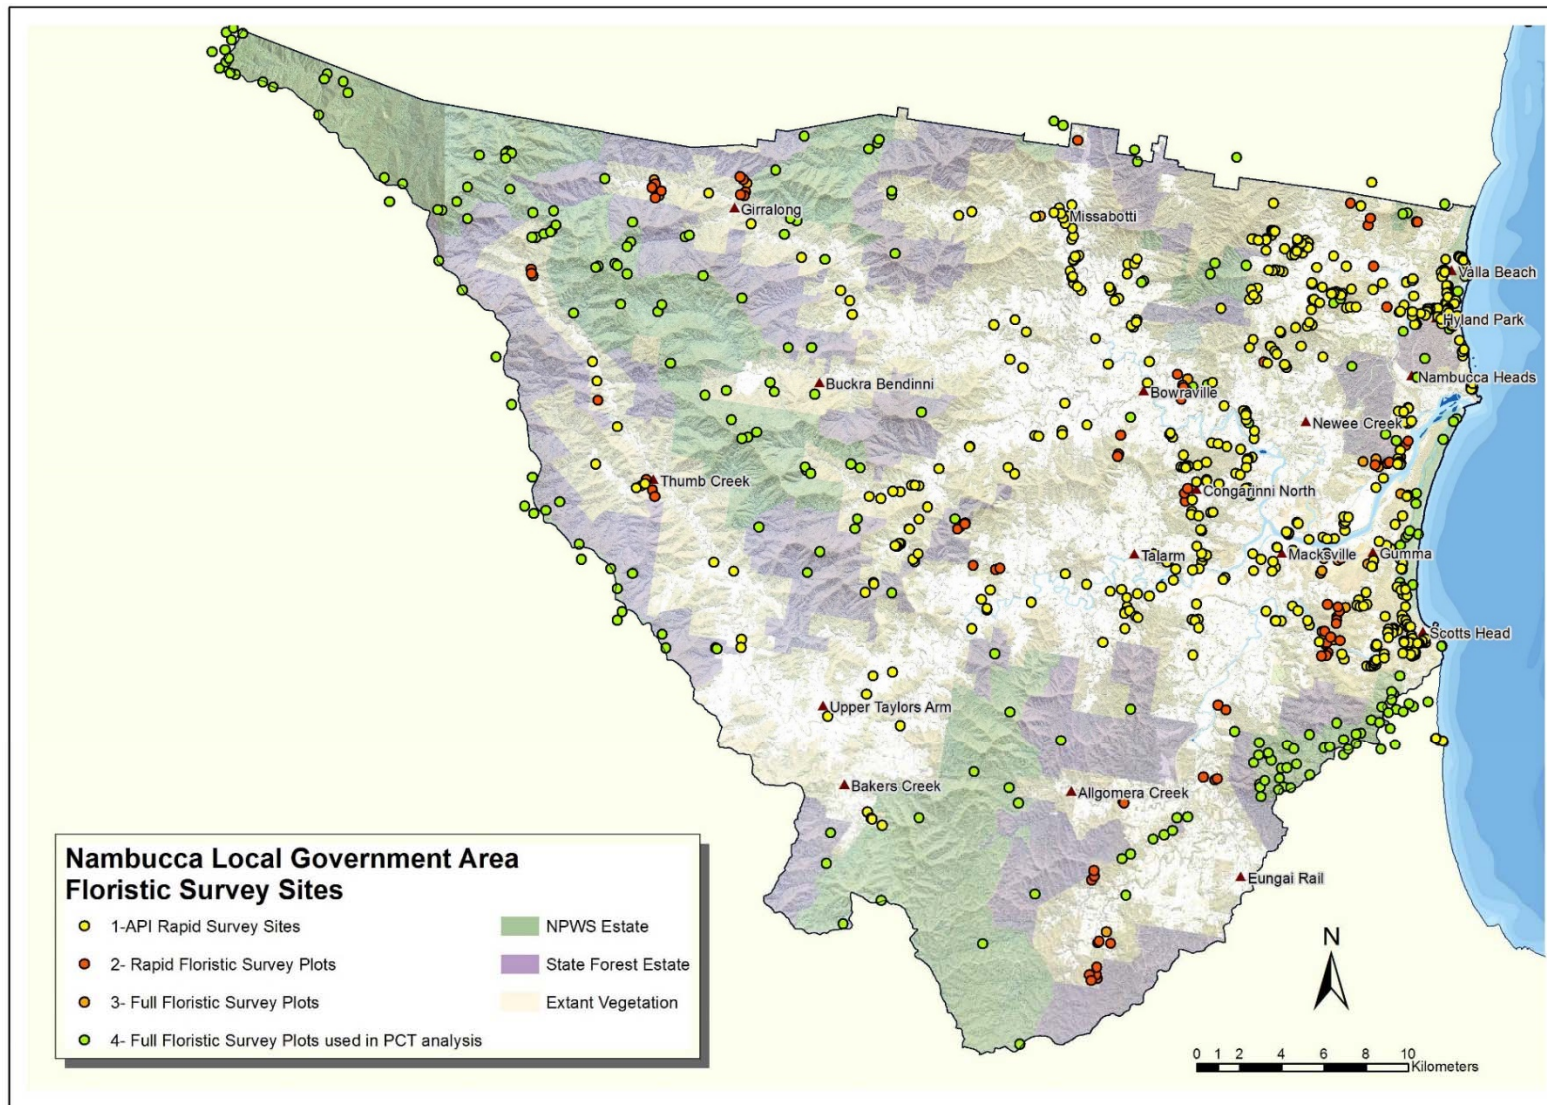 Girralong
Missabotti
Valla Beach
Hyland Park
Buckra Bendinni
Nambucca Heads
Bowraville
Newee Creek
Thumb Creek
Congarinni North
Talarm
Macksville
Gumma
Scotts Head
Upper Taylors Arm
Bakers Creek
Allgomera Creek
Eungai Rail
Nambucca Local Government Area
Floristic Survey Sites
1-API Rapid Survey Sites
2- Rapid Floristic Survey Plots
3- Full Floristic Survey Plots
4- Full Floristic Survey Plots used in PCT analysis
NPWS Estate
State Forest Estate
Extant Vegetation
N
0 1 2 4 6 8 10
Kilometers